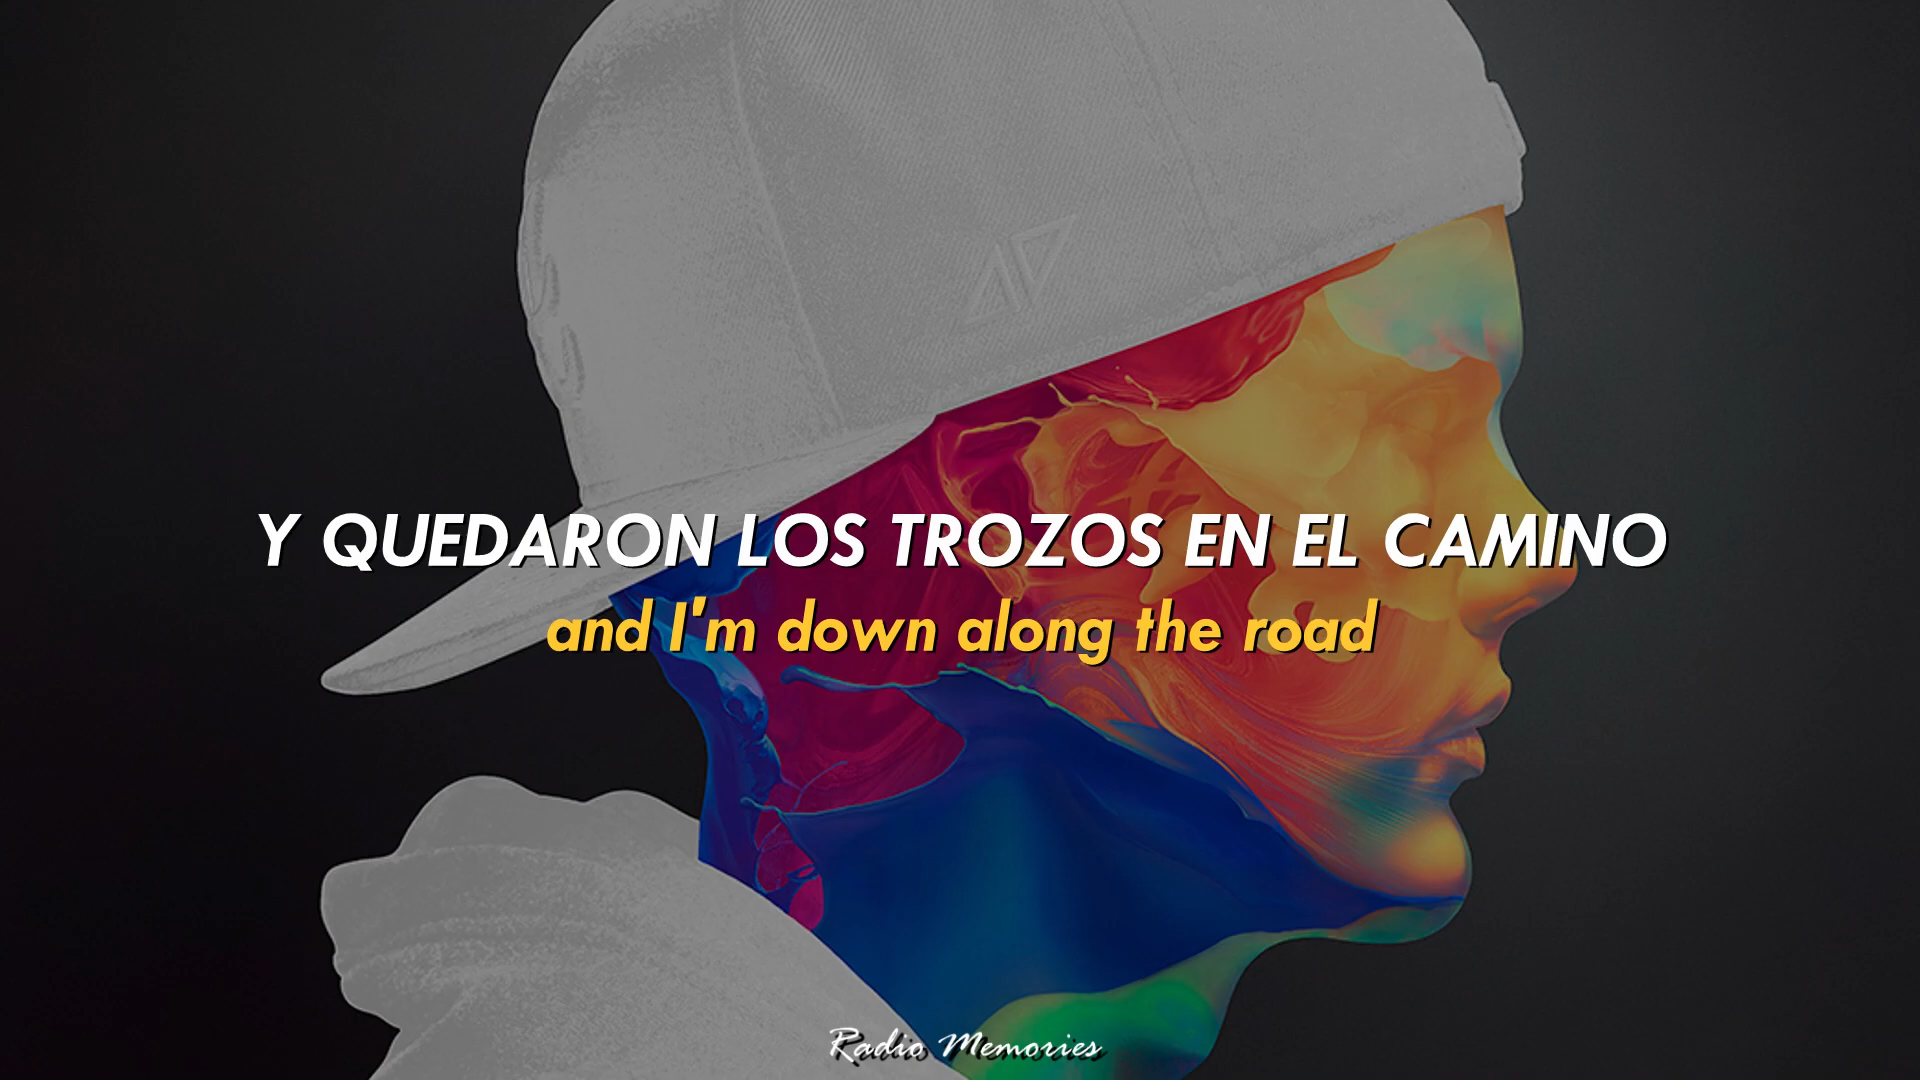 Y QUEDARON LOS TROZOS EN EL CAMINO
and I'm down along the road
Radio Memories